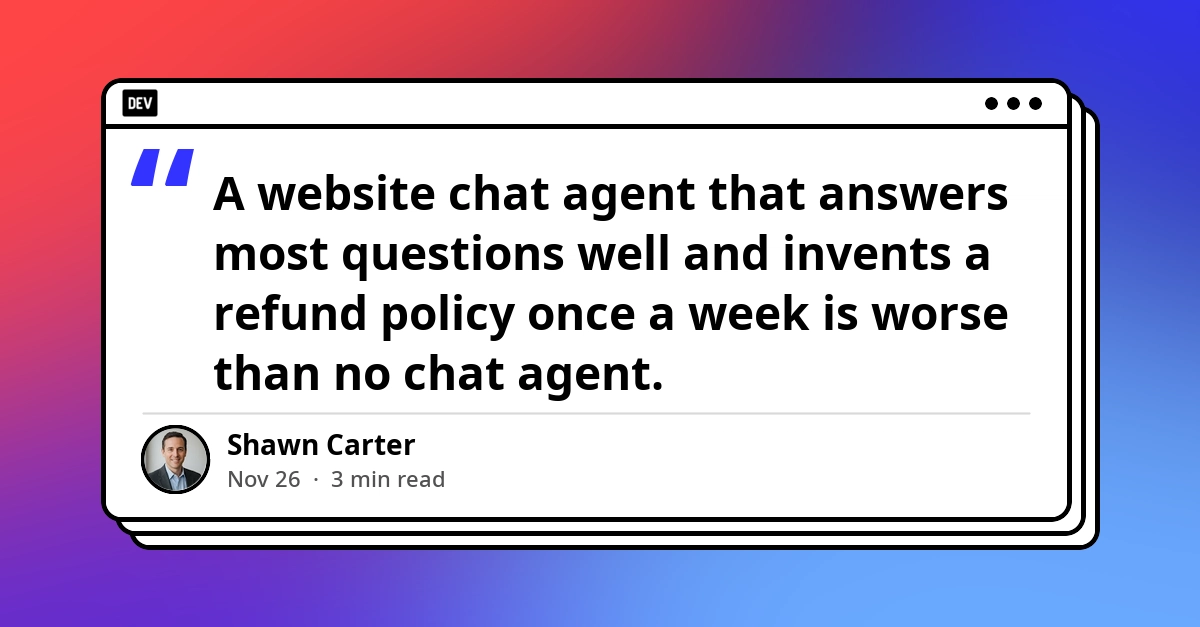 DEV
“ A website chat agent that answers
most questions well and invents a
refund policy once a week is worse
than no chat agent.
Shawn Carter
Nov 26 · 3 min read